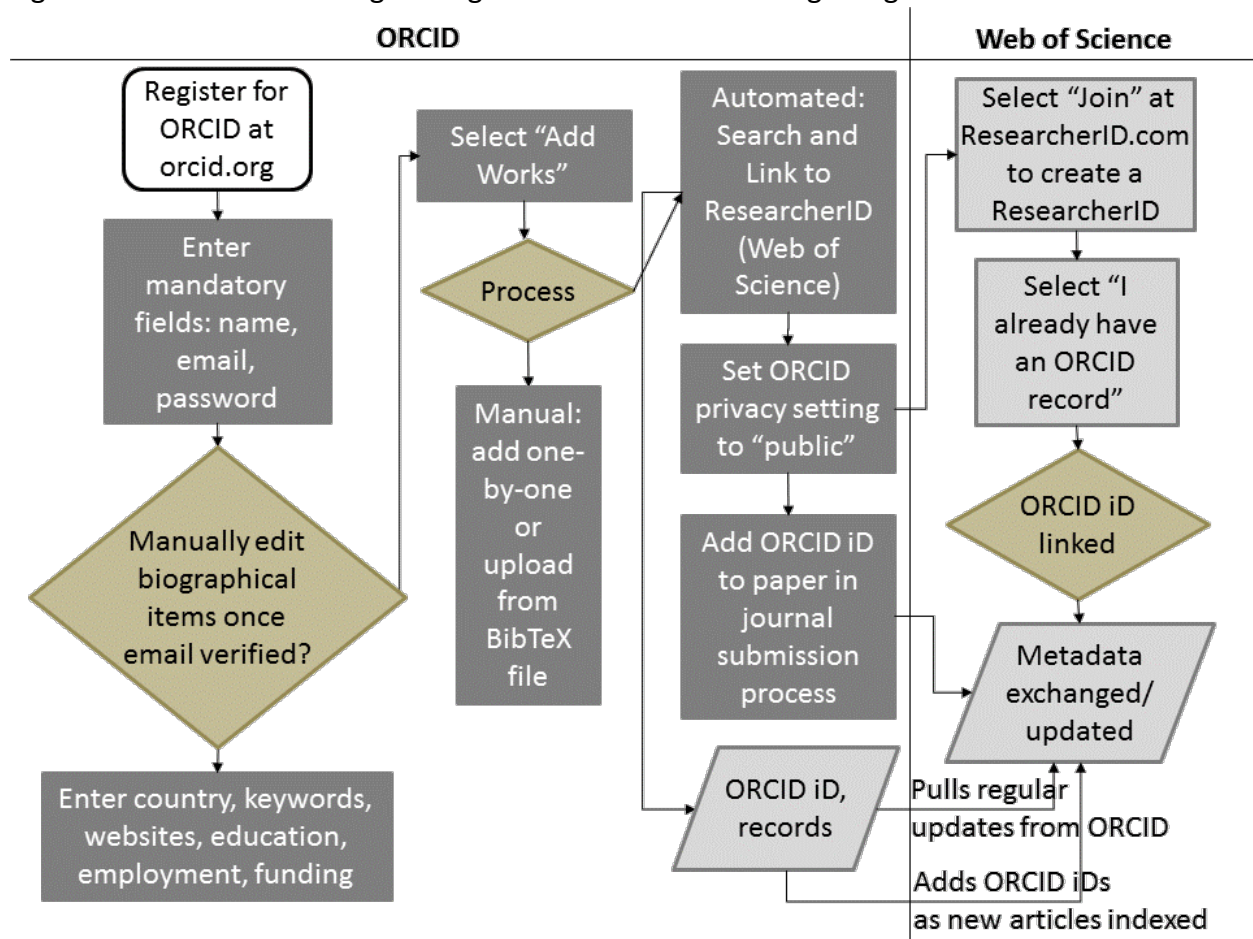 ORCID
Web of Science
Register for
ORCID at
orcid.org
Enter
mandatory
fields: name,
email,
password
Manually edit
biographical
items once
email verified?
Enter country, keywords,
websites, education,
employment, funding
Select “Add
Works”
Process
Manual:
add one-
by-one
or
upload
from
BibTeX
file
Automated:
Search and
Link to
ResearcherID
(Web of
Science)
Set ORCID
privacy setting
to “public”
Add ORCID iD
to paper in
journal
submission
process
ORCID iD,
records
Select “Join” at
ResearcherID.com
to create a
ResearcherID
Select “I
already have
an ORCID
record”
ORCID iD
linked
Metadata
exchanged/
updated
Pulls regular
updates from ORCID
Adds ORCID iDs
as new articles indexed